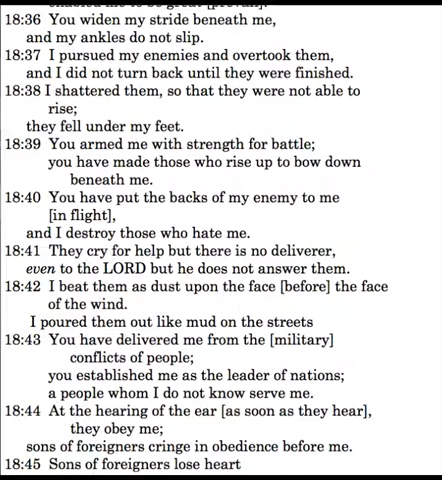 enabled me to be great [prevail].
18:36 You widen my stride beneath me,
and my ankles do not slip.
18:37 I pursued my enemies and overtook them,
and I did not turn back until they were finished.
18:38 I shattered them, so that they were not able to
rise;
they fell under my feet.
18:39 You armed me with strength for battle;
you have made those who rise up to bow down
beneath me.
18:40 You have put the backs of my enemy to me
[in flight],
and I destroy those who hate me.
18:41 They cry for help but there is no deliverer,
even to the LORD but he does not answer them.
18:42 I beat them as dust upon the face [before] the face
of the wind.
I poured them out like mud on the streets
18:43 You have delivered me from the [military]
conflicts of people;
you established me as the leader of nations;
a people whom I do not know serve me.
18:44 At the hearing of the ear [as soon as they hear],
they obey me;
sons of foreigners cringe in obedience before me.
18:45 Sons of foreigners lose heart